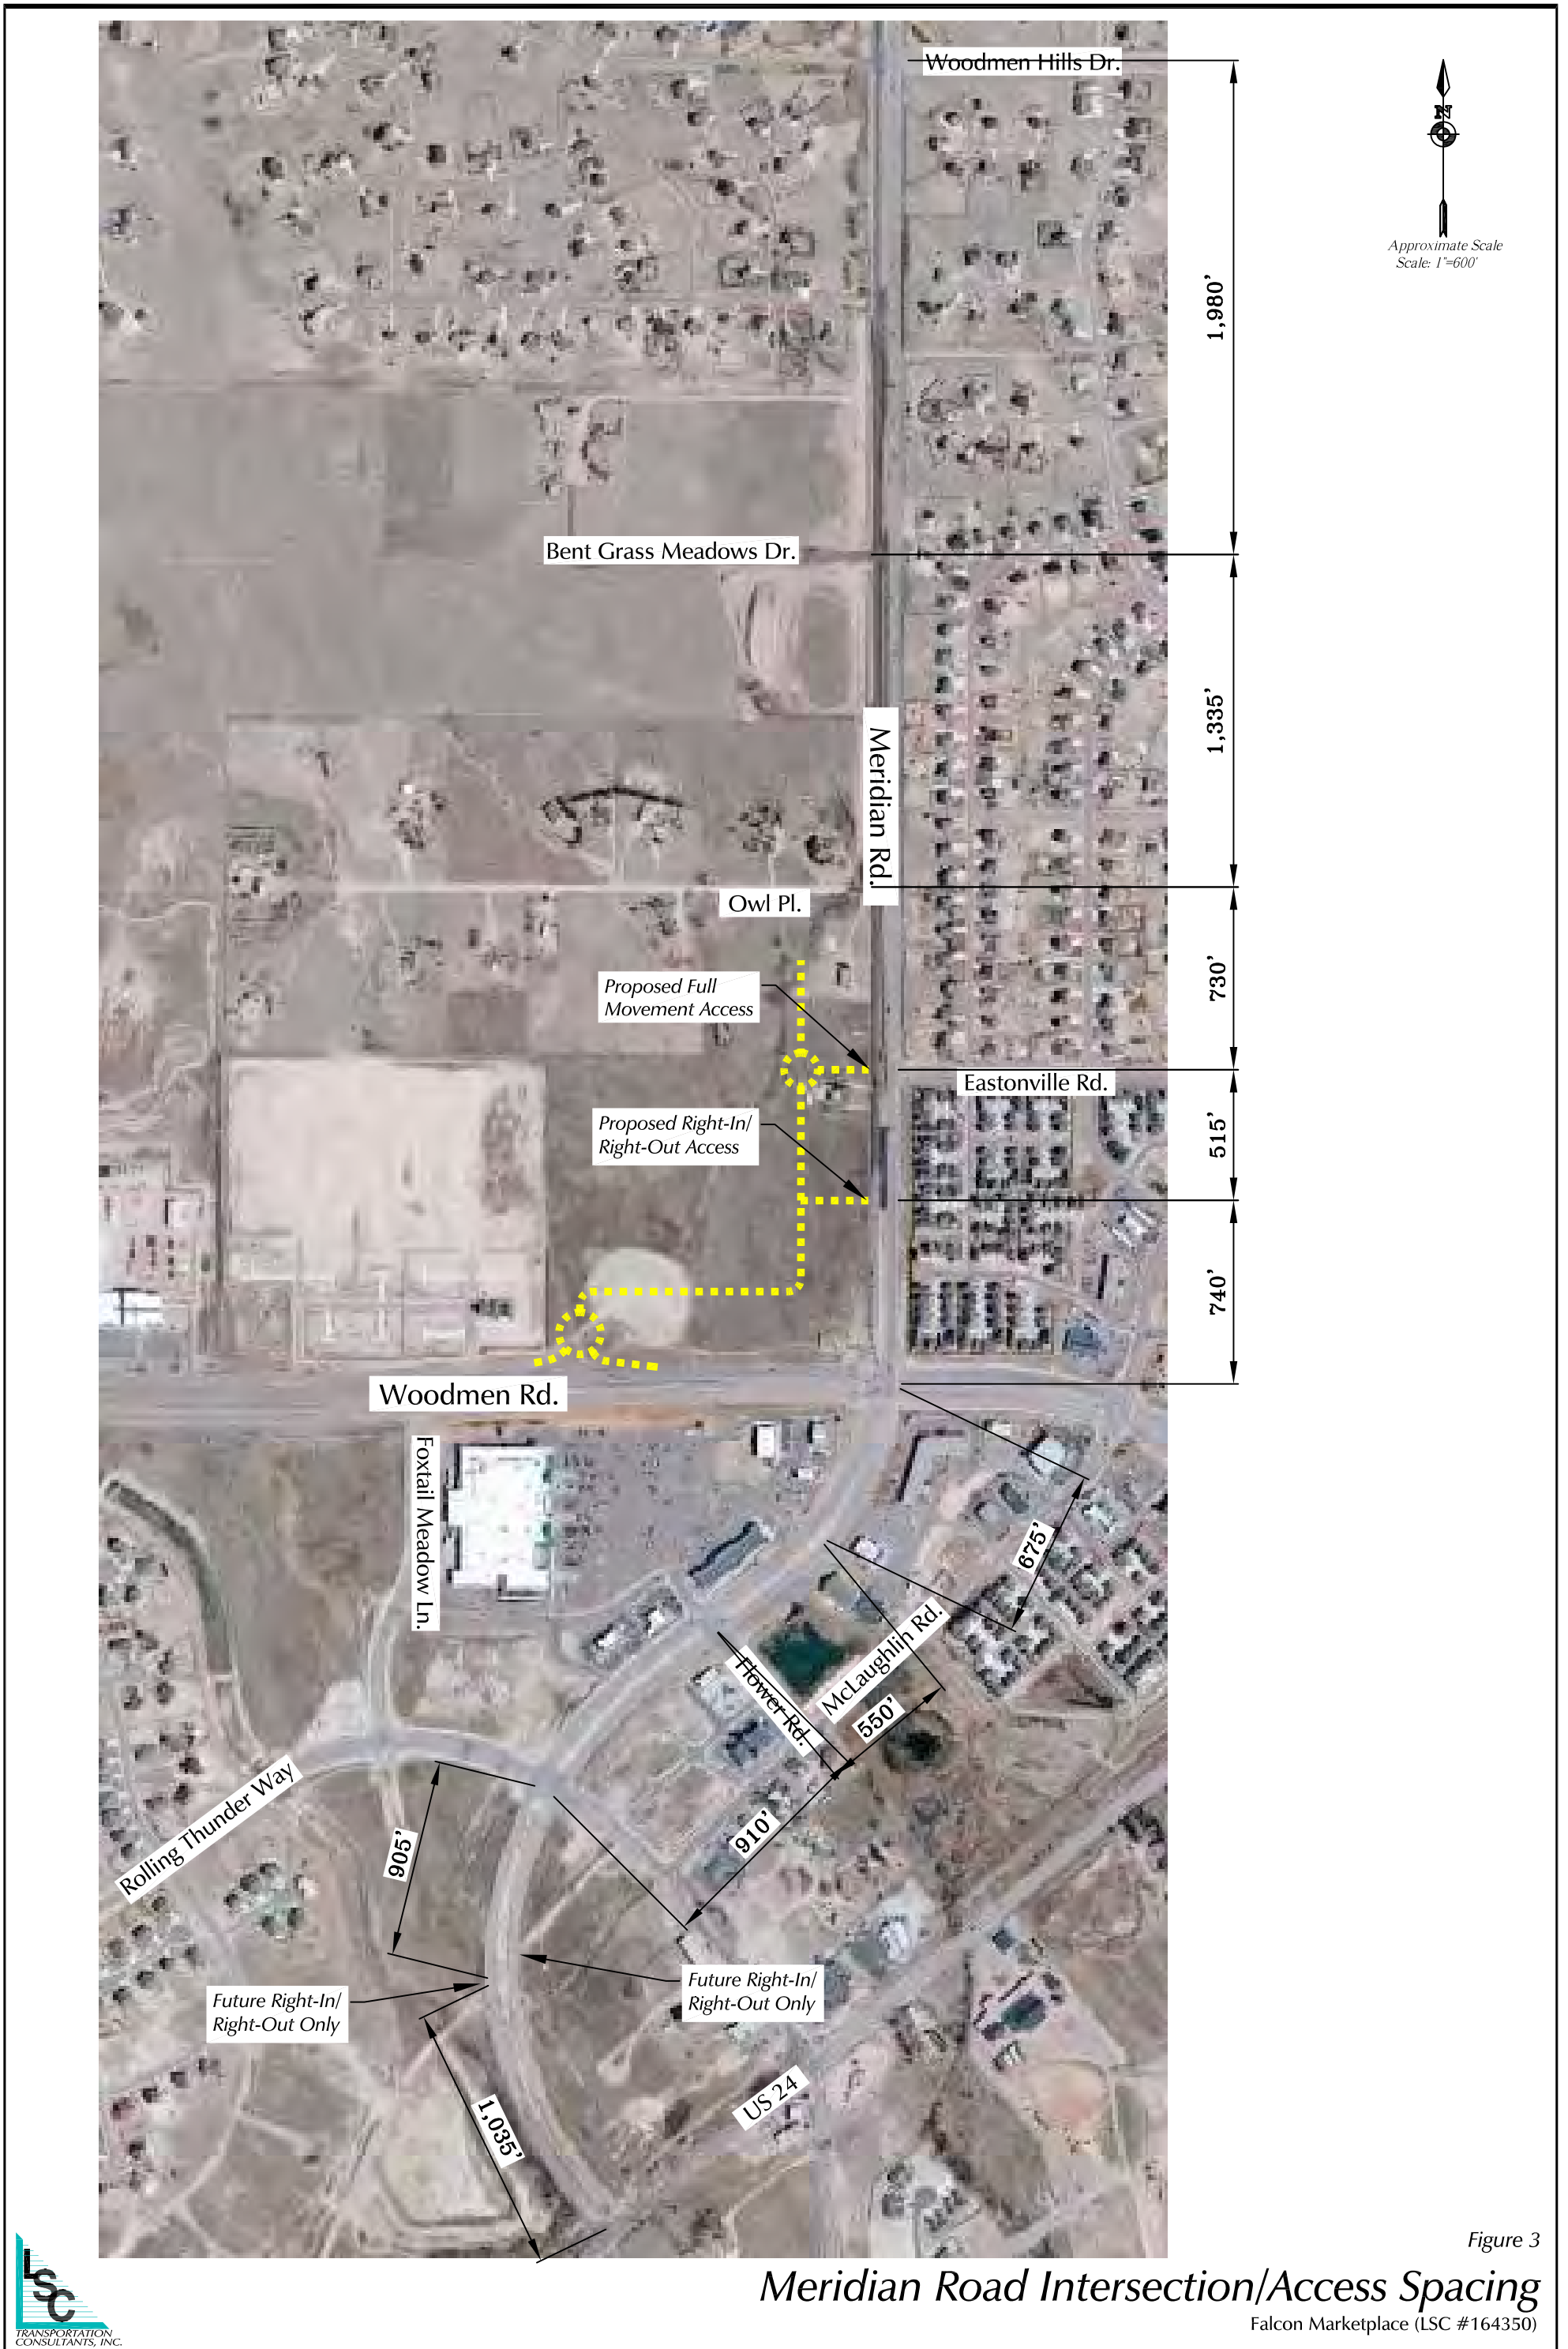 Woodmen Hills Dr.
N
Approximate Scale
Scale: 1"=600'
1,980'
Bent Grass Meadows Dr.
1,335'
Meridian Rd.
Owl Pl.
730'
Proposed Full
Movement Access
Eastonville Rd.
515'
Proposed Right-In/
Right-Out Access
740'
Woodmen Rd.
Foxtail Meadow Ln.
675'
McLaughlin Rd.
Flower Rd.
550'
910'
Rolling Thunder Way
905'
Future Right-In/
Right-Out Only
Future Right-In/
Right-Out Only
US 24
1,035'
Figure 3
Meridian Road Intersection/Access Spacing
Falcon Marketplace (LSC #164350)
LSC
TRANSPORTATION
CONSULTANTS, INC.